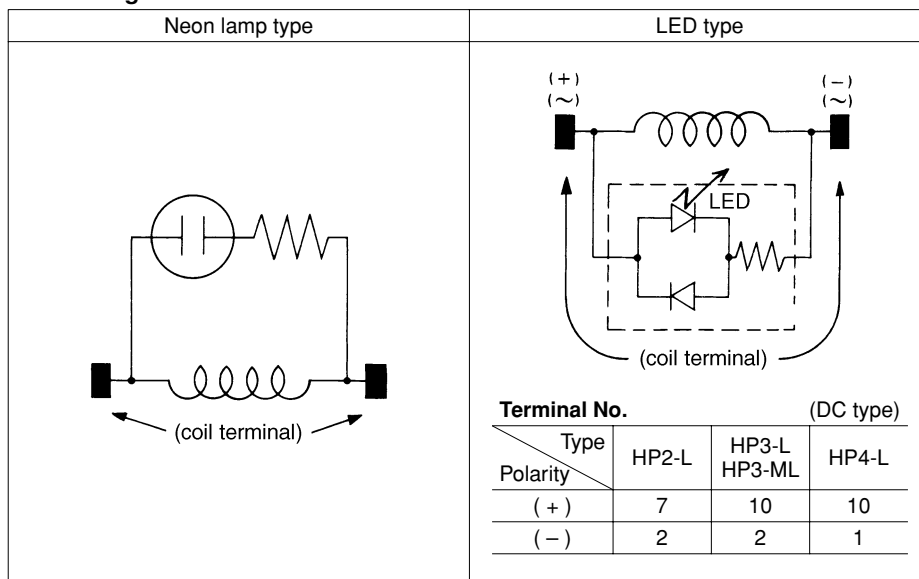 Neon lamp type
LED type
(+) (−)
(~) (~)
LED
(coil terminal)
(coil terminal)
Terminal No. (DC type)
Type HP2-L HP3-L HP4-L
Polarity HP3-ML
(+) 7 10 10
(−) 2 2 1